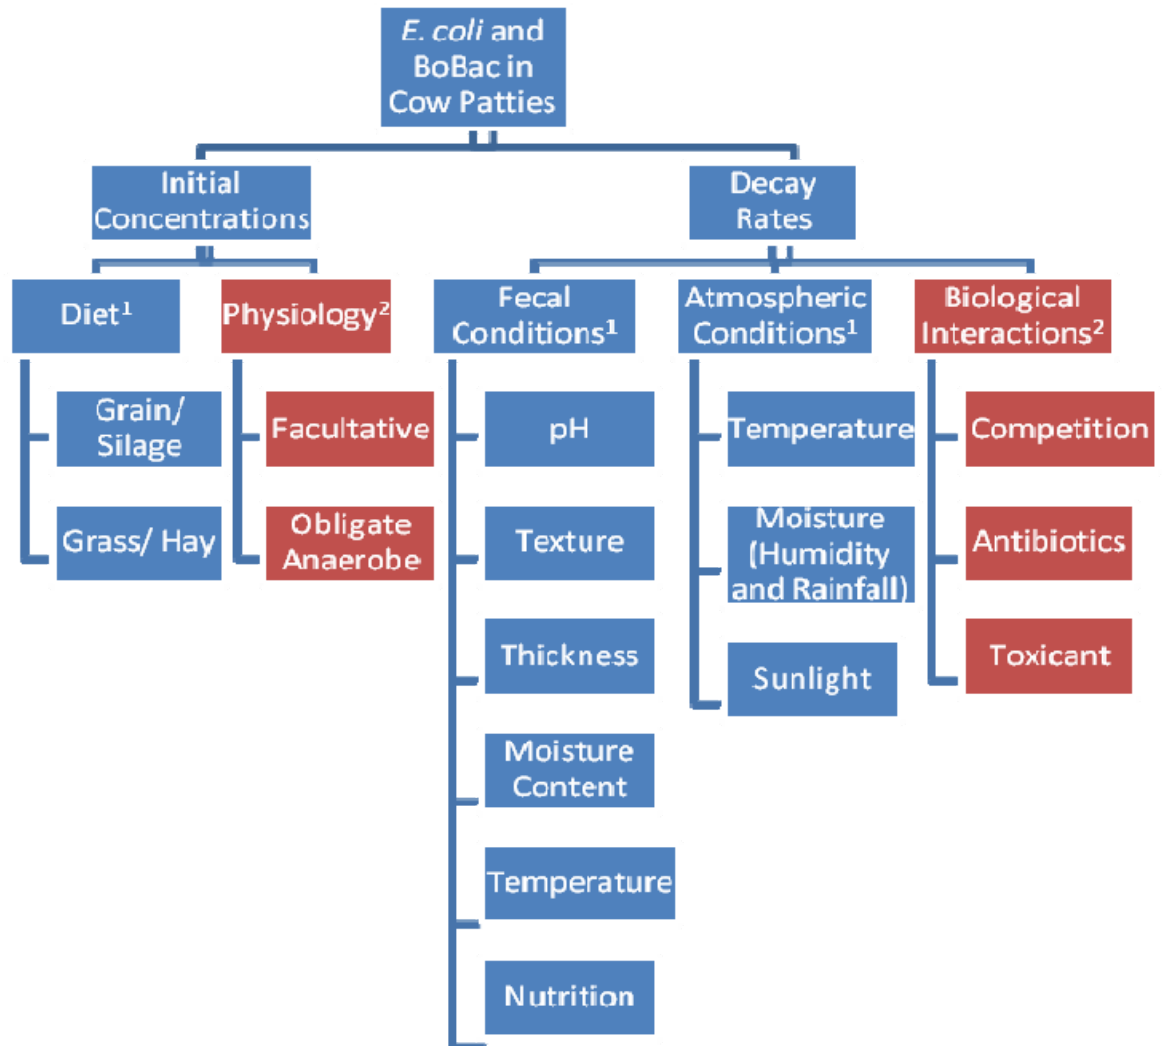 E. coli and
BoBac in
Cow Patties
Initial
Concentrations
Decay
Rates
Diet¹
Physiology²
Fecal
Conditions¹
Atmospheric
Conditions¹
Biological
Interactions²
Grain/
Silage
Grass/ Hay
Facultative
Obligate
Anaerobe
pH
Texture
Thickness
Moisture
Content
Temperature
Nutrition
Temperature
Moisture
(Humidity
and Rainfall)
Sunlight
Competition
Antibiotics
Toxicant